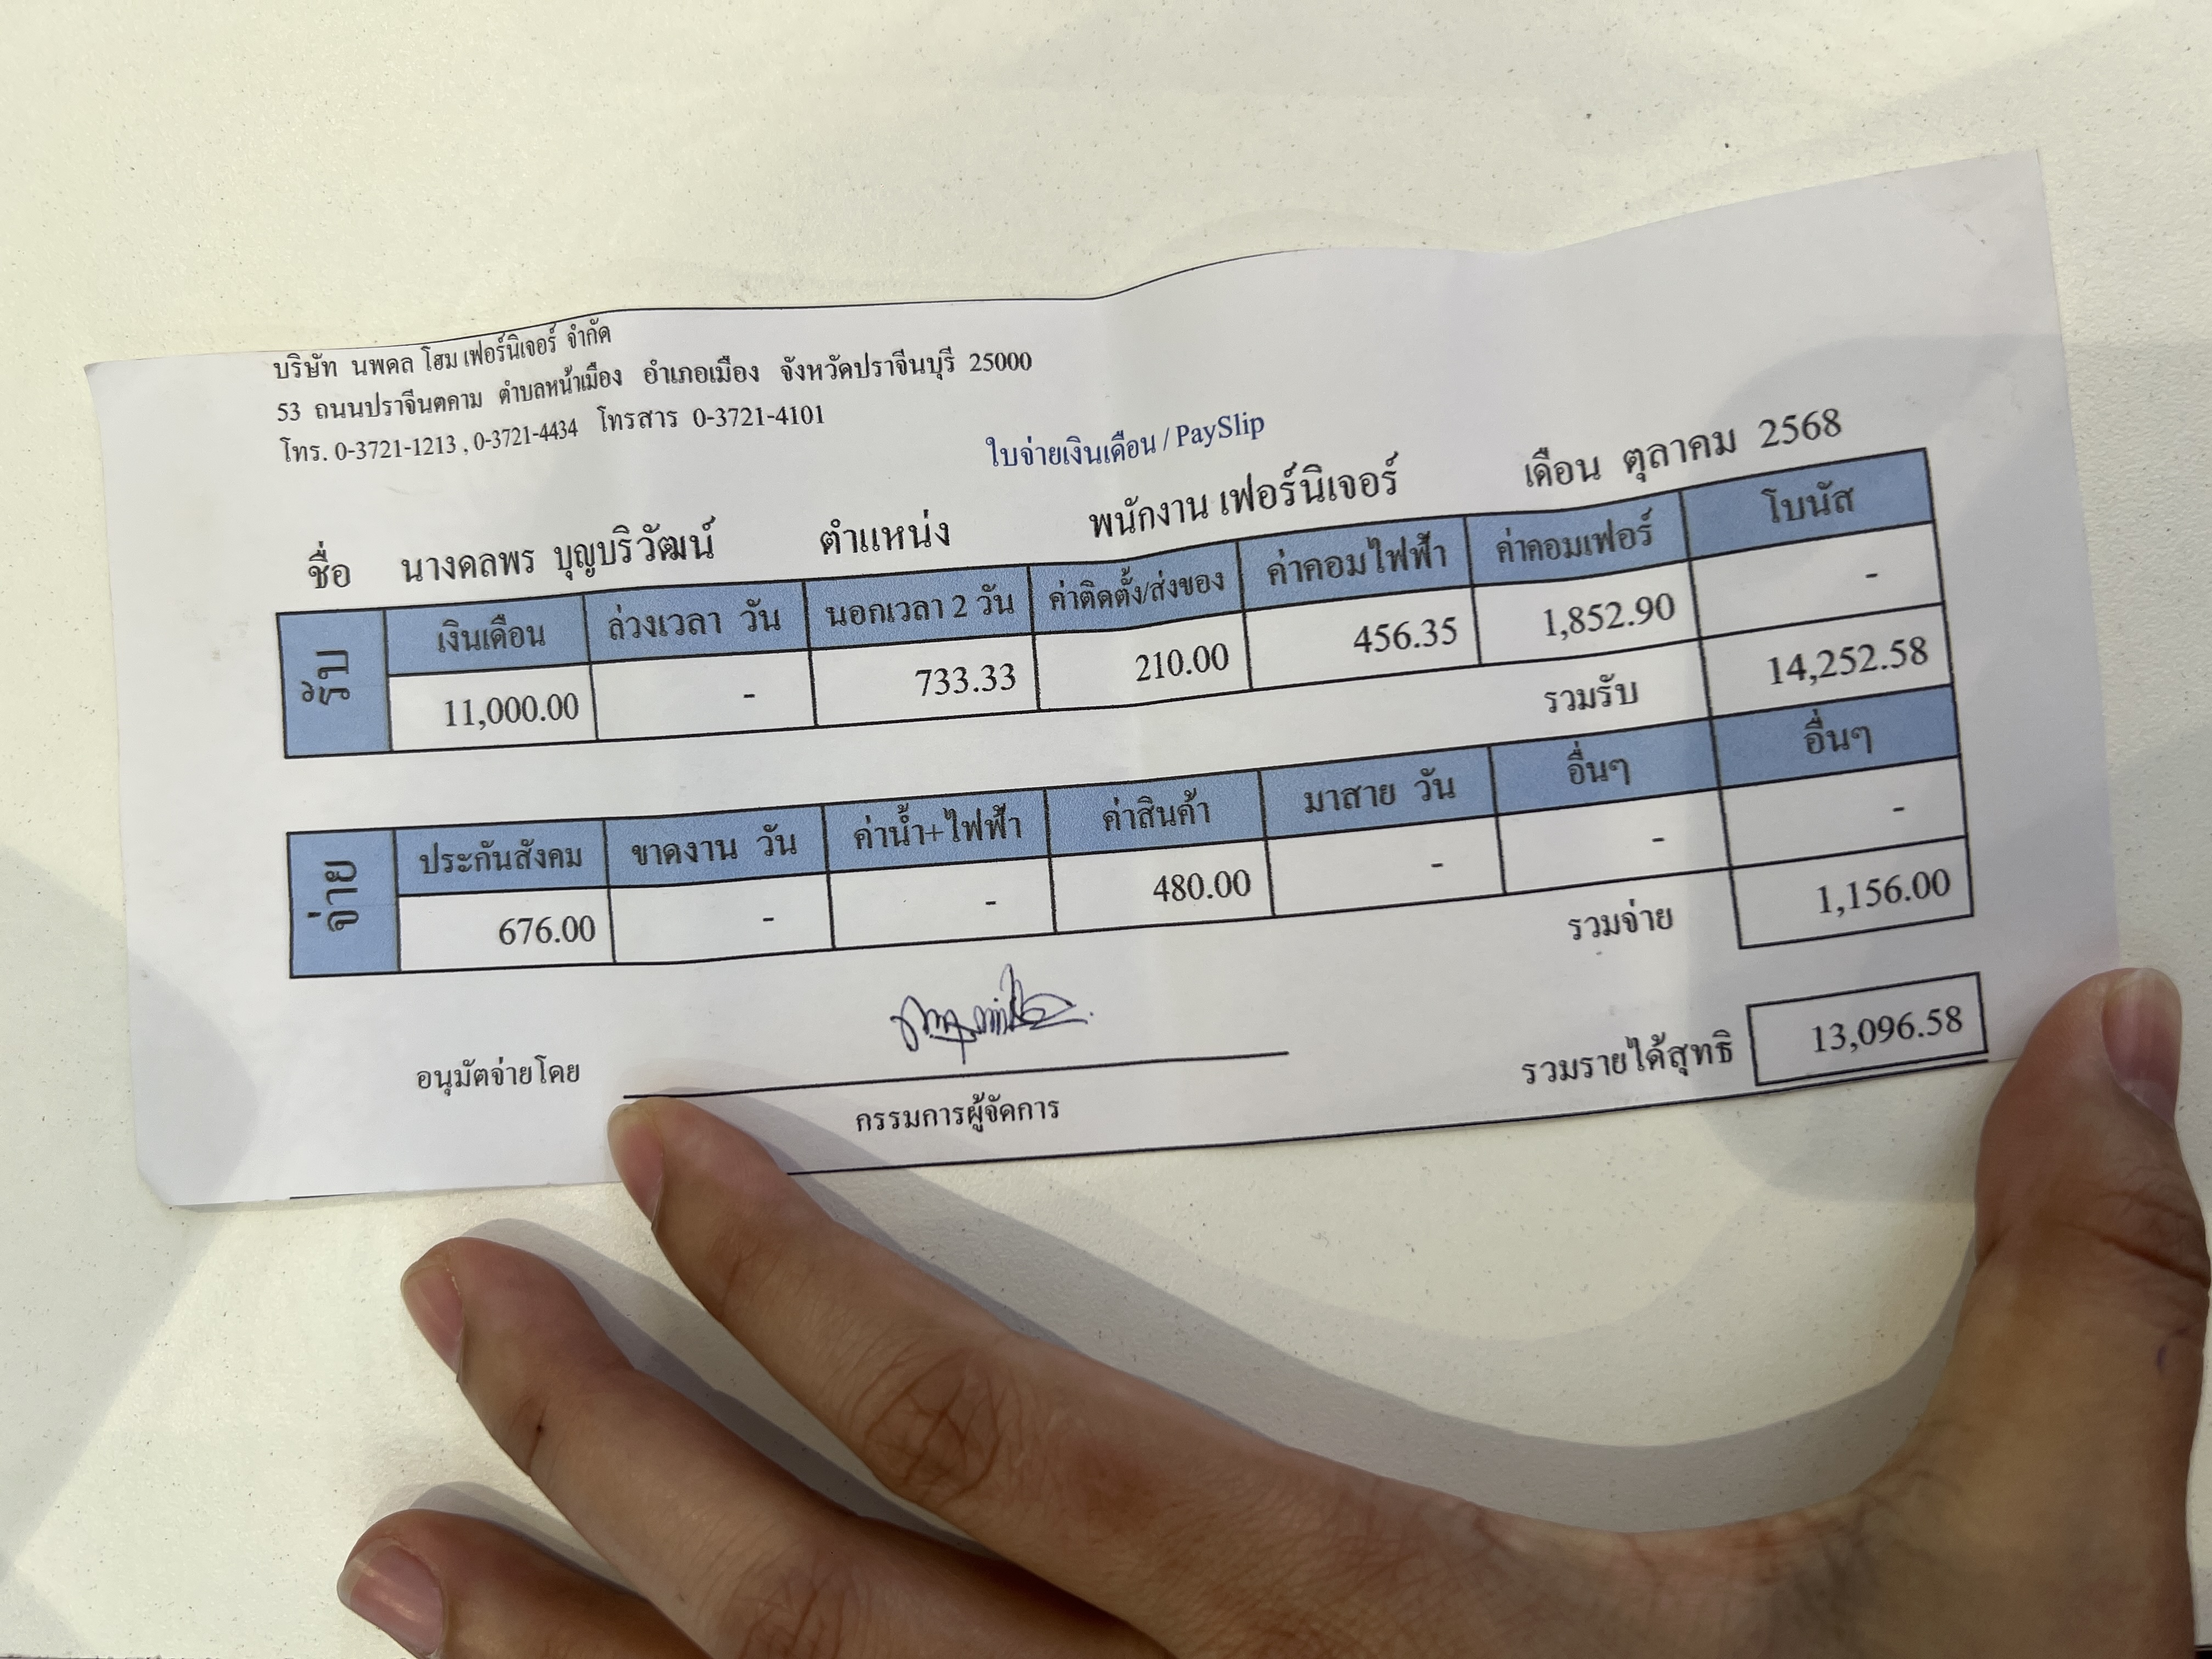 บริษัท นพดล โฮม เฟอร์นิเจอร์ จำกัด
53 ถนนปราจีนตคาม ตำบลหน้าเมือง อำเภอเมือง จังหวัดปราจีนบุรี 25000
โทร. 0-3721-1213 , 0-3721-4434 โทรสาร 0-3721-4101
ใบจ่ายเงินเดือน / PaySlip
ชื่อ นางดลพร บุญบริวัฒน์ ตำแหน่ง พนักงาน เฟอร์นิเจอร์ เดือน ตุลาคม 2568
รับ เงินเดือน ล่วงเวลา วัน นอกเวลา 2 วัน ค่าติดตั้ง/ส่งของ ค่าคอมไฟฟ้า ค่าคอมเฟอร์ โบนัส
11,000.00 - 733.33 210.00 456.35 1,852.90 -
รวมรับ 14,252.58
จ่าย ประกันสังคม ขาดงาน วัน ค่าน้ำ+ไฟฟ้า ค่าสินค้า มาสาย วัน อื่นๆ อื่นๆ
676.00 - - 480.00 - - -
รวมจ่าย 1,156.00
อนุมัตจ่ายโดย
กรรมการผู้จัดการ
รวมรายได้สุทธิ 13,096.58